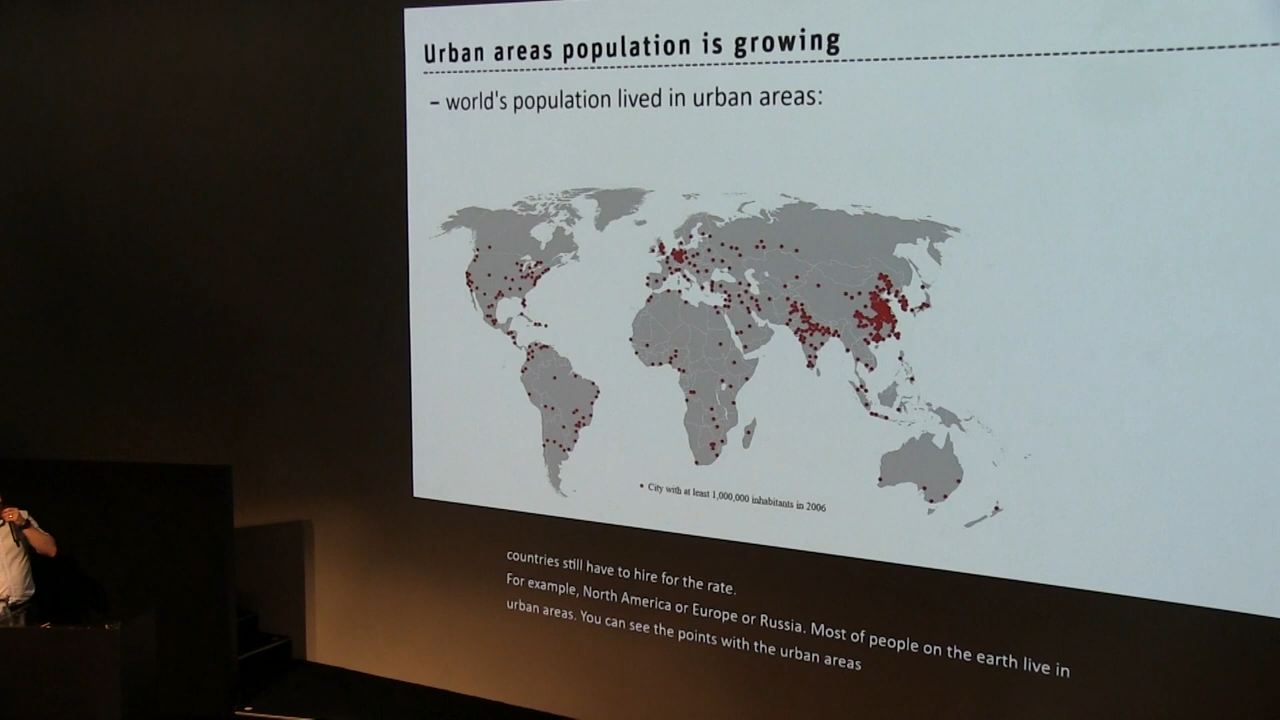 Urban areas population is growing
– world's population lived in urban areas:
• City with at least 1,000,000 inhabitants in 2006
countries still have to hire for the rate.
For example, North America or Europe or Russia. Most of people on the earth live in
urban areas. You can see the points with the urban areas